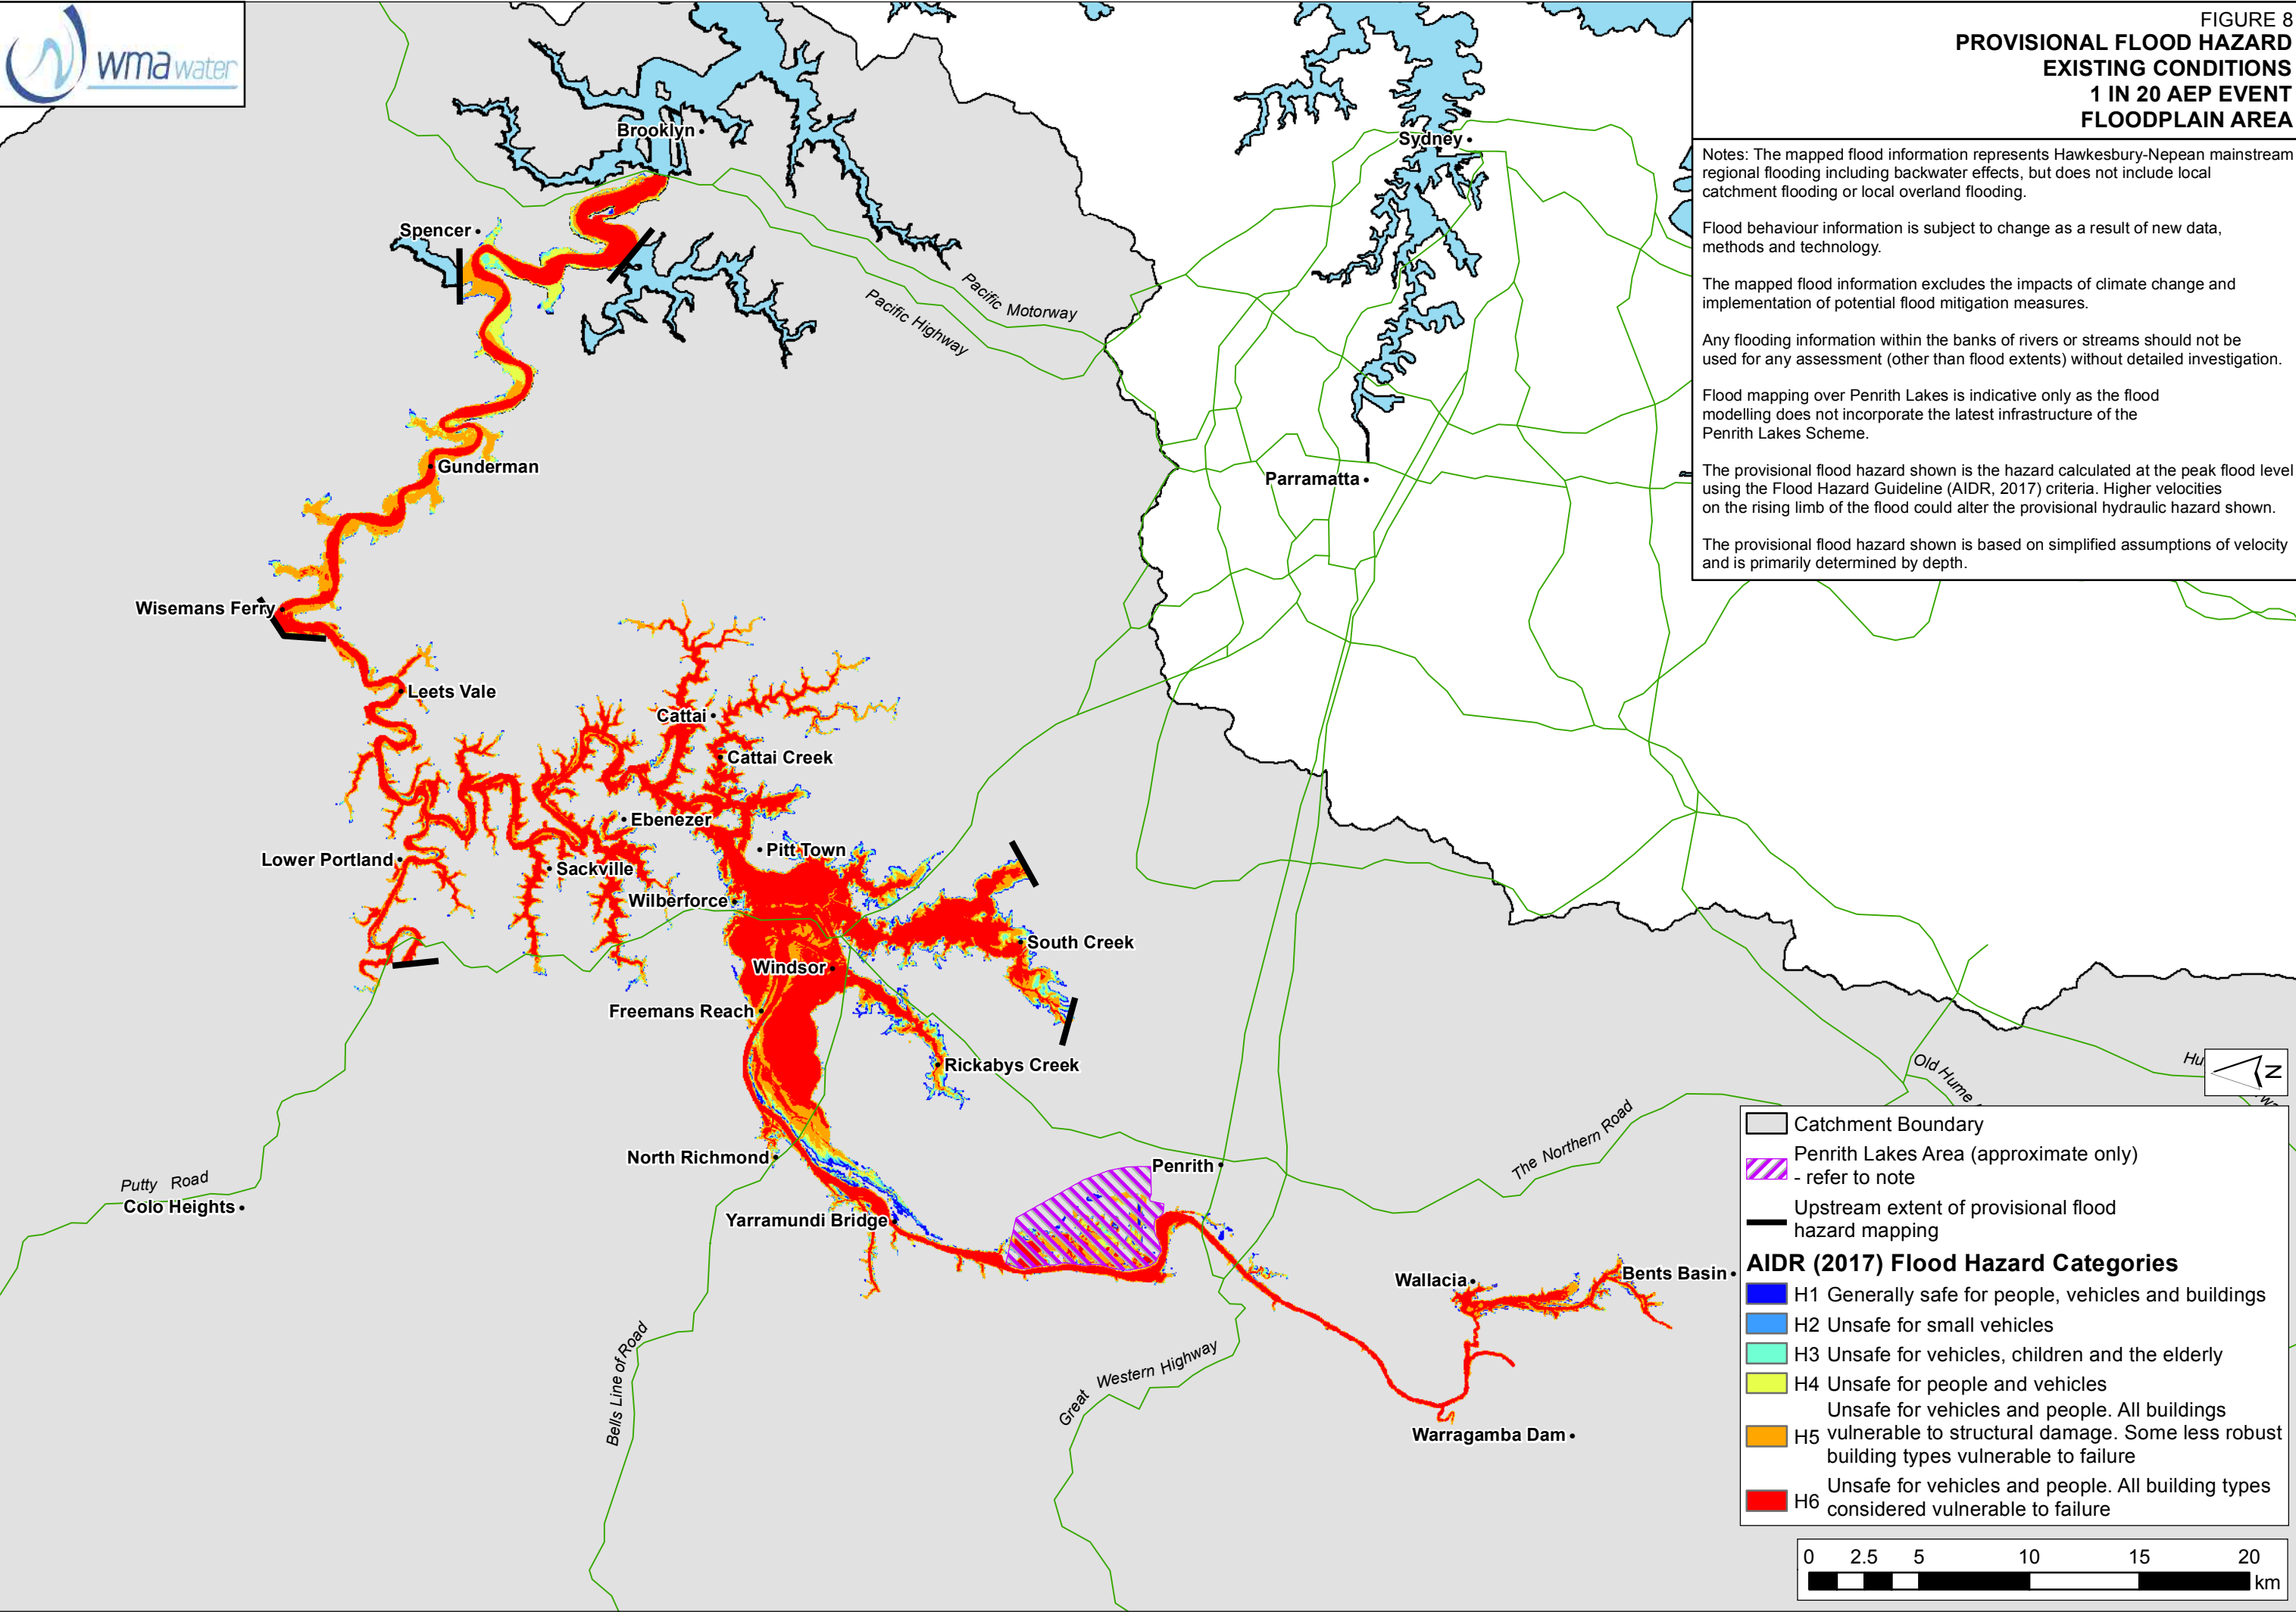 wma water
FIGURE 8
PROVISIONAL FLOOD HAZARD
EXISTING CONDITIONS
1 IN 20 AEP EVENT
FLOODPLAIN AREA
Notes: The mapped flood information represents Hawkesbury-Nepean mainstream
regional flooding including backwater effects, but does not include local
catchment flooding or local overland flooding.
Flood behaviour information is subject to change as a result of new data,
methods and technology.
The mapped flood information excludes the impacts of climate change and
implementation of potential flood mitigation measures.
Any flooding information within the banks of rivers or streams should not be
used for any assessment (other than flood extents) without detailed investigation.
Flood mapping over Penrith Lakes is indicative only as the flood
modelling does not incorporate the latest infrastructure of the
Penrith Lakes Scheme.
The provisional flood hazard shown is the hazard calculated at the peak flood level
using the Flood Hazard Guideline (AIDR, 2017) criteria. Higher velocities
on the rising limb of the flood could alter the provisional hydraulic hazard shown.
The provisional flood hazard shown is based on simplified assumptions of velocity
and is primarily determined by depth.
Brooklyn
Sydney
Spencer
Pacific Motorway
Pacific Highway
Gunderman
Parramatta
Wisemans Ferry
Leets Vale
Cattai
Cattai Creek
Ebenezer
Pitt Town
Lower Portland
Sackville
Wilberforce
South Creek
Windsor
Freemans Reach
Rickabys Creek
Old Hume
Hu
N
North Richmond
Penrith
The Northern Road
Putty Road
Colo Heights
Yarramundi Bridge
Wallacia
Bents Basin
Bells Line of Road
Great Western Highway
Warragamba Dam
Catchment Boundary
Penrith Lakes Area (approximate only)
- refer to note
Upstream extent of provisional flood
hazard mapping
AIDR (2017) Flood Hazard Categories
H1 Generally safe for people, vehicles and buildings
H2 Unsafe for small vehicles
H3 Unsafe for vehicles, children and the elderly
H4 Unsafe for people and vehicles
Unsafe for vehicles and people. All buildings
H5 vulnerable to structural damage. Some less robust
building types vulnerable to failure
Unsafe for vehicles and people. All building types
H6 considered vulnerable to failure
0 2.5 5 10 15 20
km